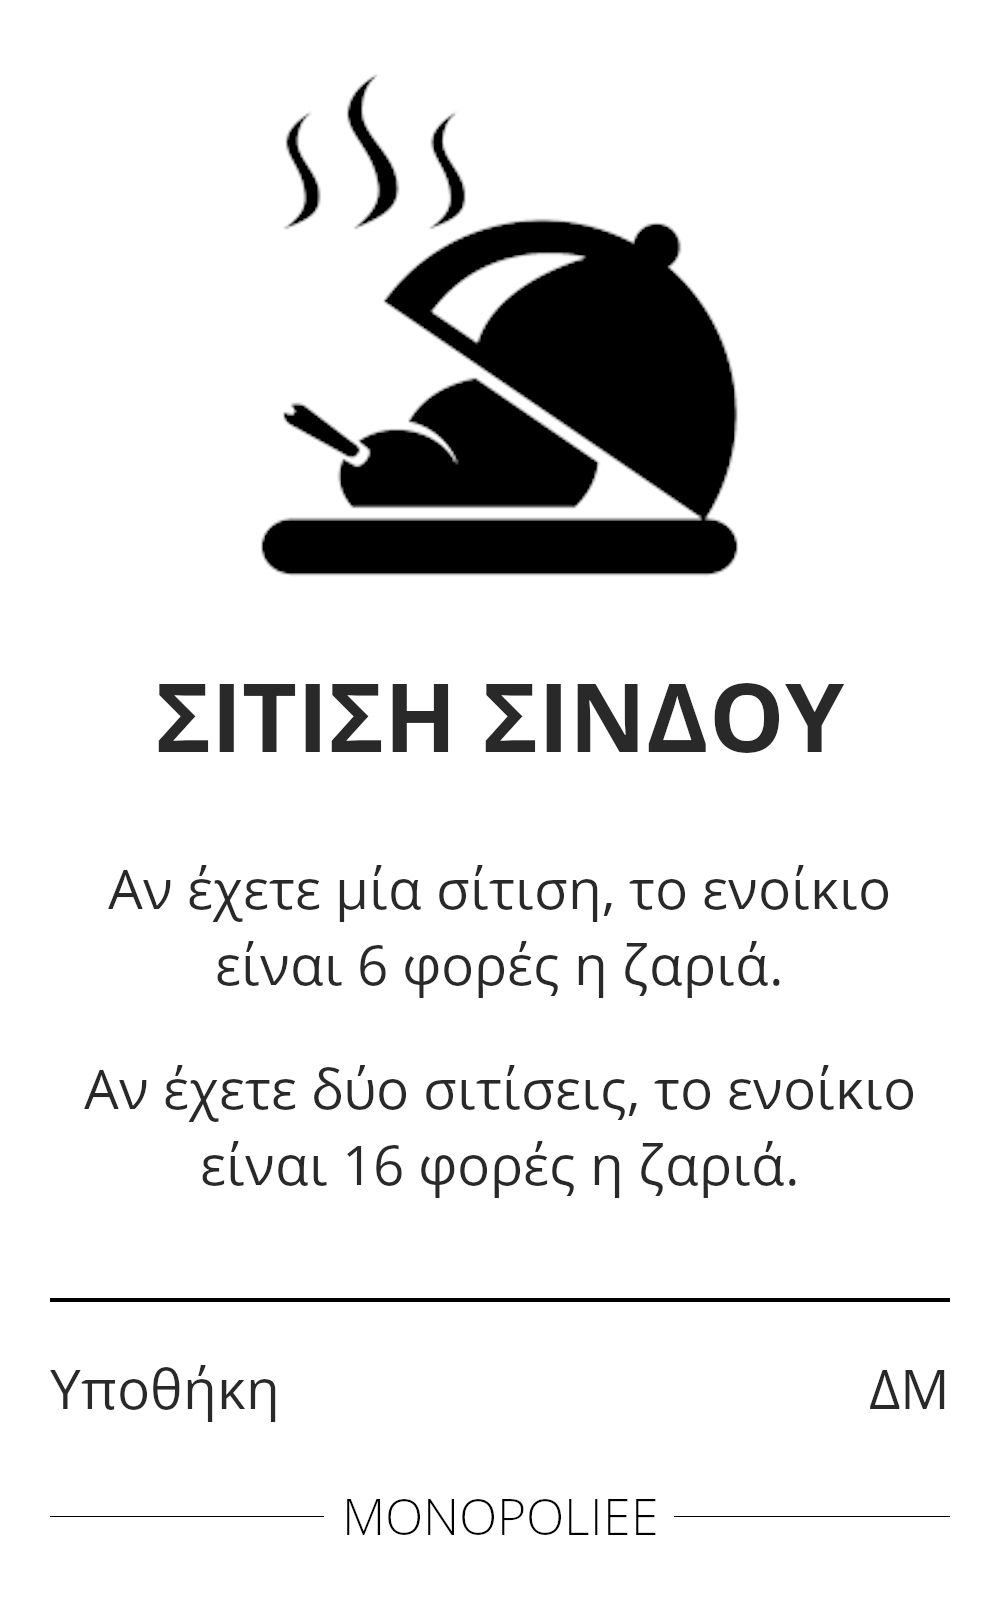 ΣΙΤΙΣΗ ΣΙΝΔΟΥ
Αν έχετε μία σίτιση, το ενοίκιο
είναι 6 φορές η ζαριά.
Αν έχετε δύο σιτίσεις, το ενοίκιο
είναι 16 φορές η ζαριά.
Υποθήκη ΔΜ
MONOPOLIEE